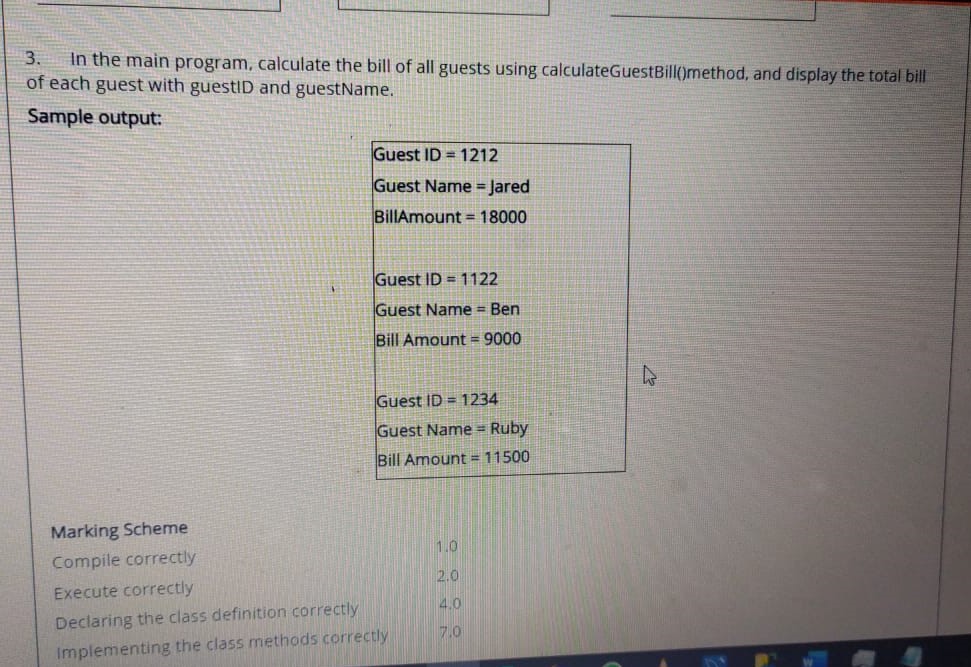 3. In the main program, calculate the bill of all guests using calculateGuestBill()method, and display the total bill
of each guest with guestID and guestName.
Sample output:
Guest ID = 1212
Guest Name = Jared
BillAmount = 18000
Guest ID = 1122
Guest Name = Ben
Bill Amount = 9000
Guest ID = 1234
Guest Name = Ruby
Bill Amount = 11500
Marking Scheme
Compile correctly 1.0
Execute correctly 2.0
Declaring the class definition correctly 4.0
Implementing the class methods correctly 7.0